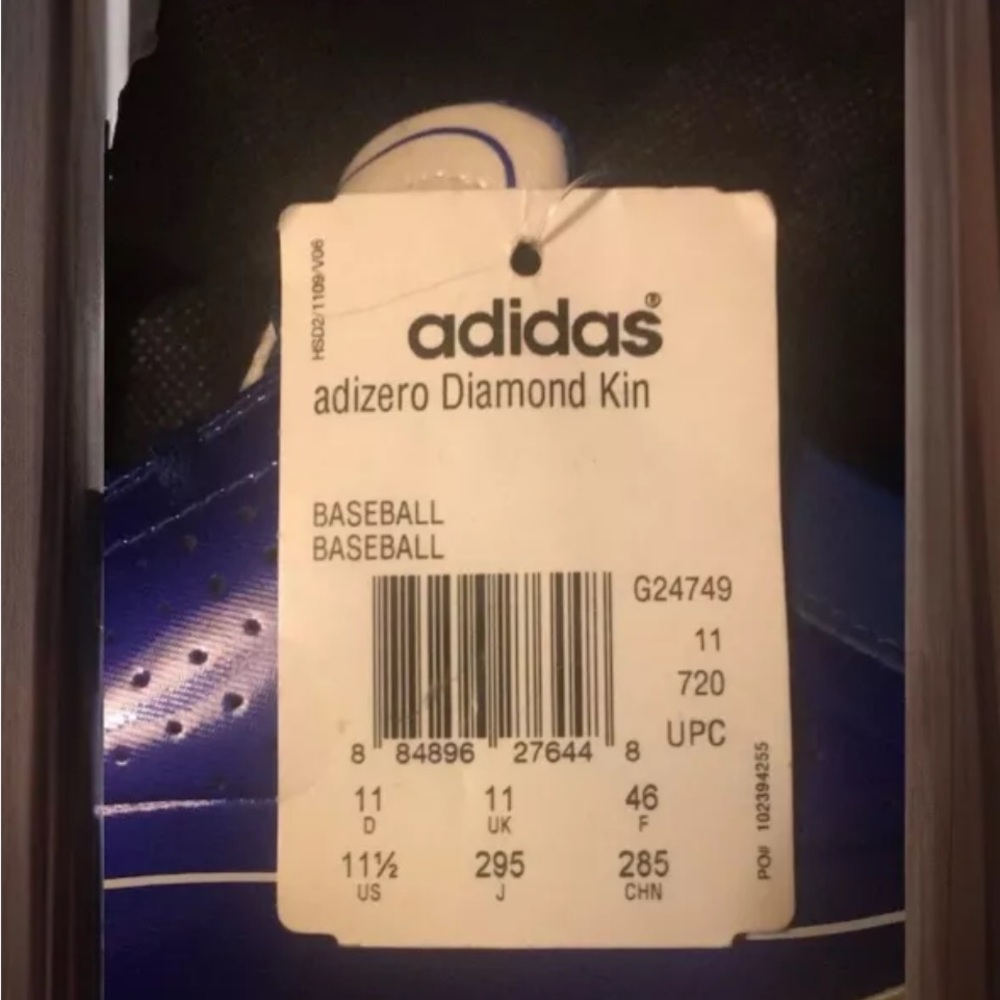 HSD2/1109/V06
adidas®
adizero Diamond Kin
BASEBALL
BASEBALL
G24749
11
720
UPC
8 84896 27644 8
11 11 46
D UK F
11½ 295 285
US J CHN
PO# 102394255